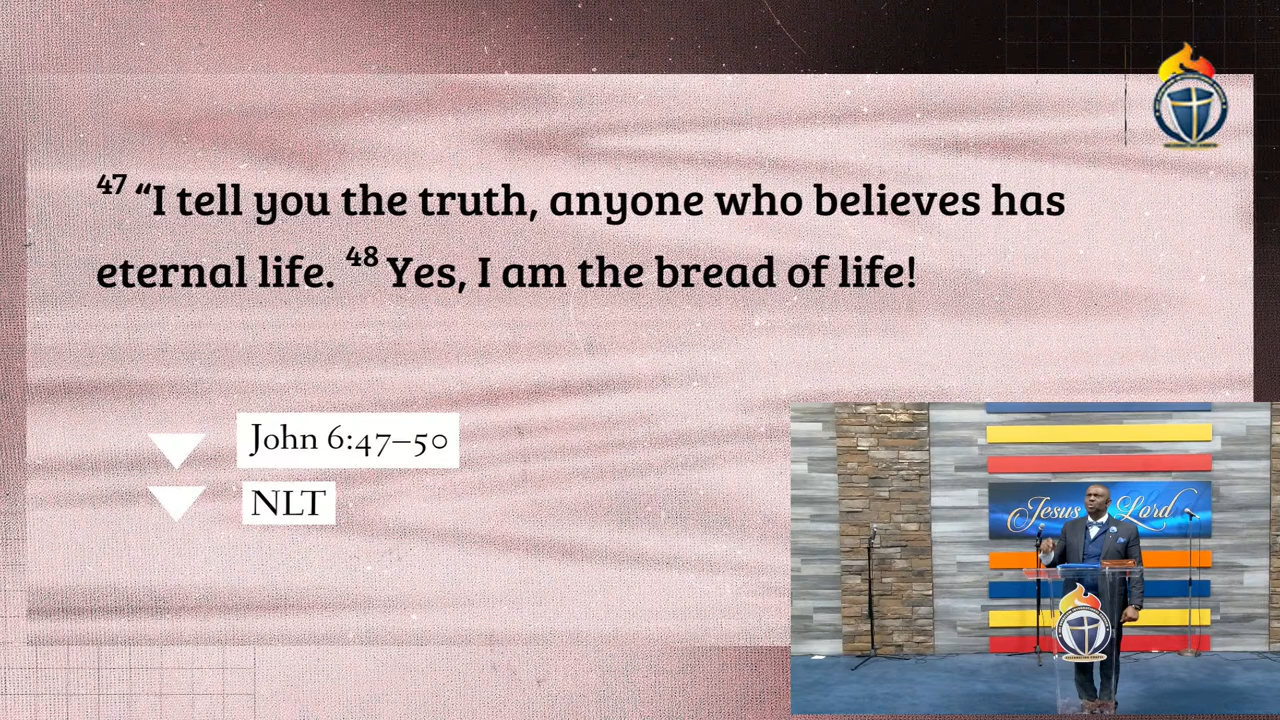 47 “I tell you the truth, anyone who believes has
eternal life. 48 Yes, I am the bread of life!
John 6:47–50
NLT
Jesus Lord